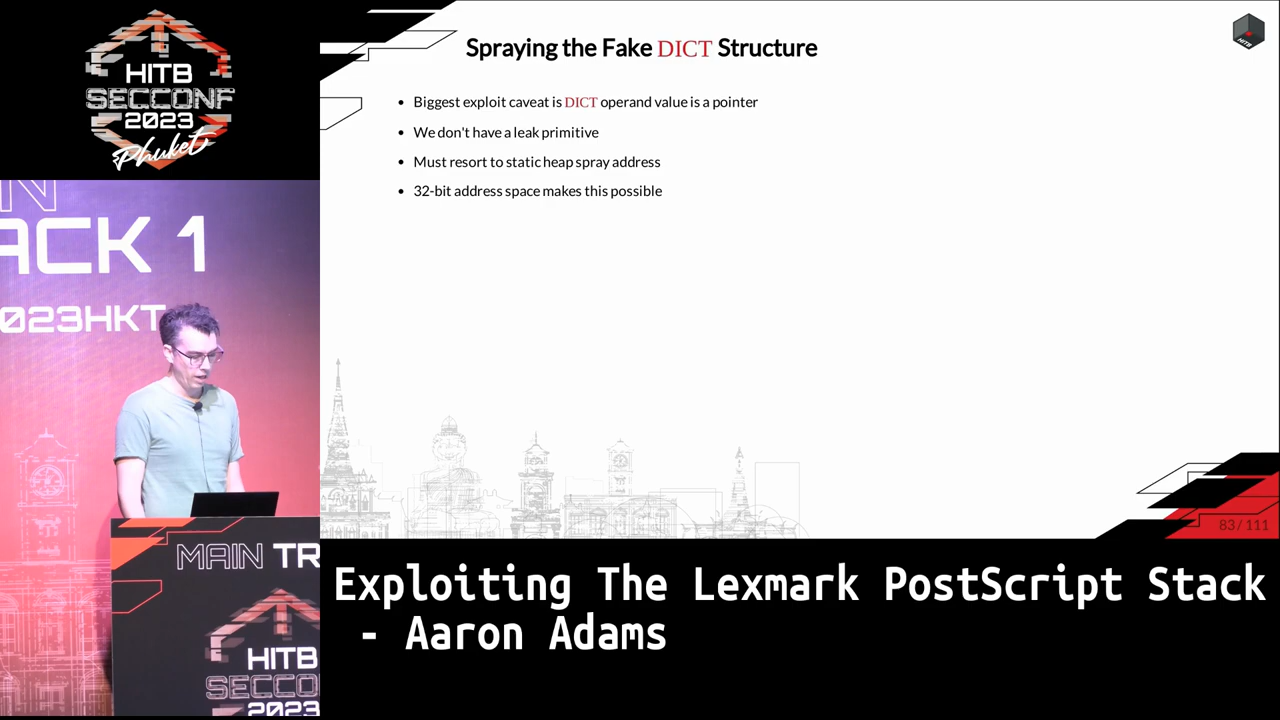 HITB
SECCONF
2023
Phuket
ACK 1
023HKT
MAIN TR
HITB
SECCO
2023
Spraying the Fake DICT Structure
Biggest exploit caveat is DICT operand value is a pointer
We don't have a leak primitive
Must resort to static heap spray address
32-bit address space makes this possible
HITB
83 / 111
Exploiting The Lexmark PostScript Stack
- Aaron Adams